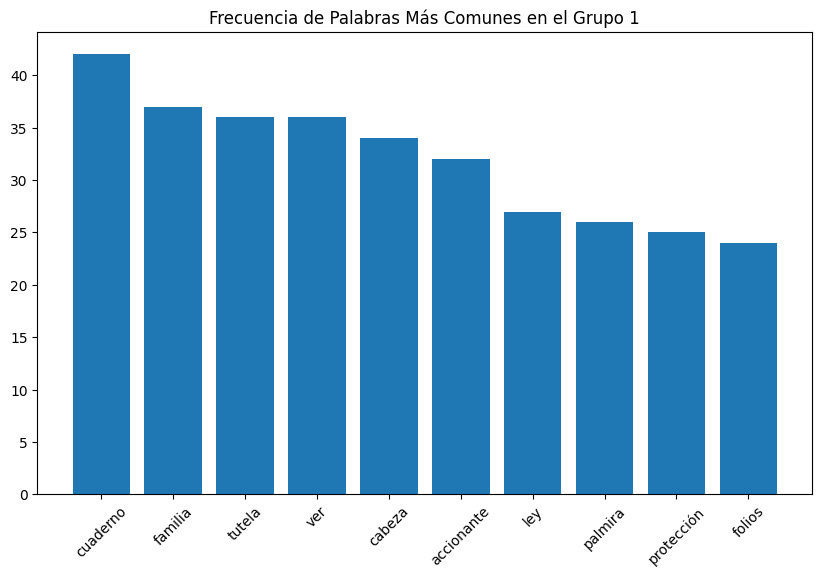 Frecuencia de Palabras Más Comunes en el Grupo 1
40
35
30
25
20
15
10
5
0
cuaderno
familia
tutela
ver
cabeza
accionante
ley
palmira
protección
folios